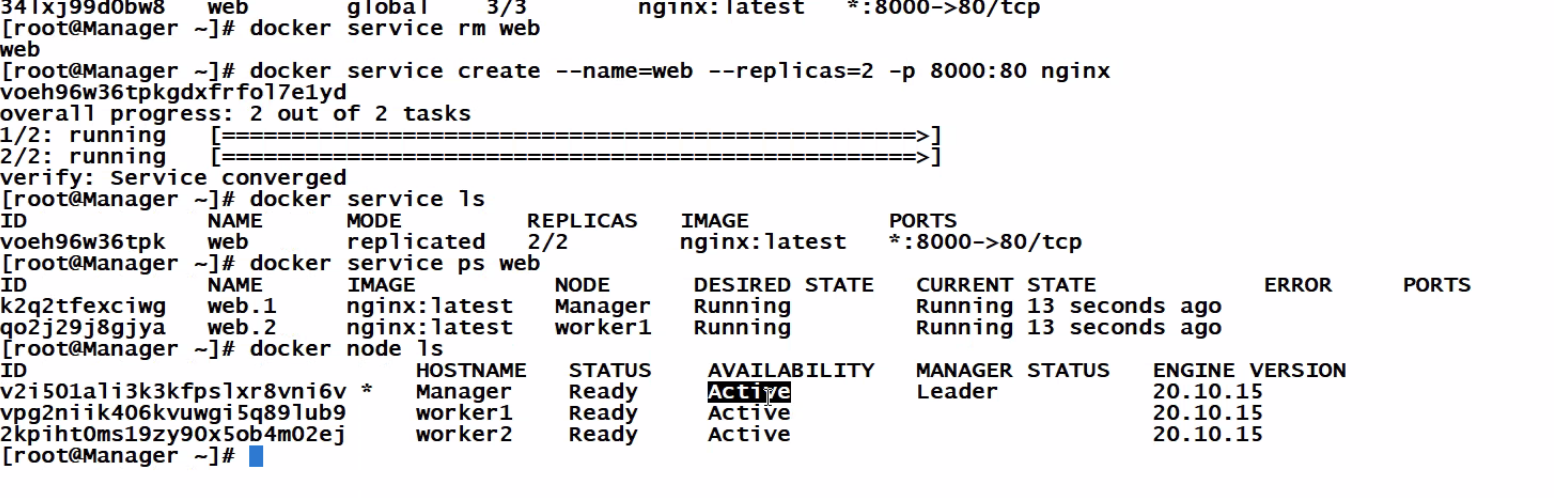 34lxj99d0bw8   web       global    3/3        nginx:latest   *:8000->80/tcp
[root@Manager ~]# docker service rm web
web
[root@Manager ~]# docker service create --name=web --replicas=2 -p 8000:80 nginx
voeh96w36tpkgdxfrfol7e1yd
overall progress: 2 out of 2 tasks
1/2: running   [==================================================>]
2/2: running   [==================================================>]
verify: Service converged
[root@Manager ~]# docker service ls
ID             NAME      MODE         REPLICAS   IMAGE          PORTS
voeh96w36tpk   web       replicated   2/2        nginx:latest   *:8000->80/tcp
[root@Manager ~]# docker service ps web
ID             NAME      IMAGE          NODE      DESIRED STATE   CURRENT STATE            ERROR     PORTS
k2q2tfexciwg   web.1     nginx:latest   Manager   Running         Running 13 seconds ago
qo2j29j8gjya   web.2     nginx:latest   worker1   Running         Running 13 seconds ago
[root@Manager ~]# docker node ls
ID                            HOSTNAME   STATUS    AVAILABILITY   MANAGER STATUS   ENGINE VERSION
v2i501ali3k3kfpslxr8vni6v *   Manager    Ready     Active         Leader           20.10.15
vpg2niik406kvuwgi5q89lub9     worker1    Ready     Active                          20.10.15
2kpiht0ms19zy90x5ob4m02ej     worker2    Ready     Active                          20.10.15
[root@Manager ~]#